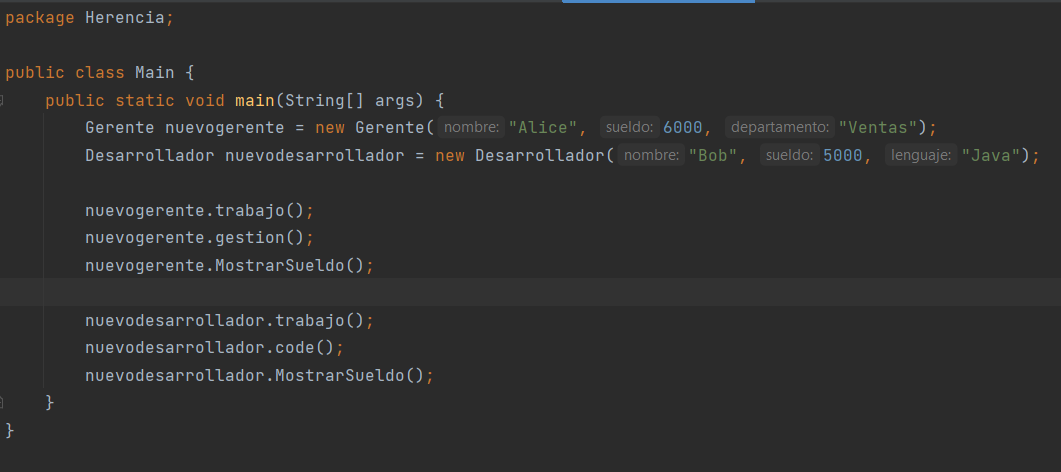 package Herencia;
public class Main {
public static void main(String[] args) {
Gerente nuevogerente = new Gerente( nombre: "Alice", sueldo: 6000, departamento: "Ventas");
Desarrollador nuevodesarrollador = new Desarrollador( nombre: "Bob", sueldo: 5000, lenguaje: "Java");
nuevogerente.trabajo();
nuevogerente.gestion();
nuevogerente.MostrarSueldo();
nuevodesarrollador.trabajo();
nuevodesarrollador.code();
nuevodesarrollador.MostrarSueldo();
}
}